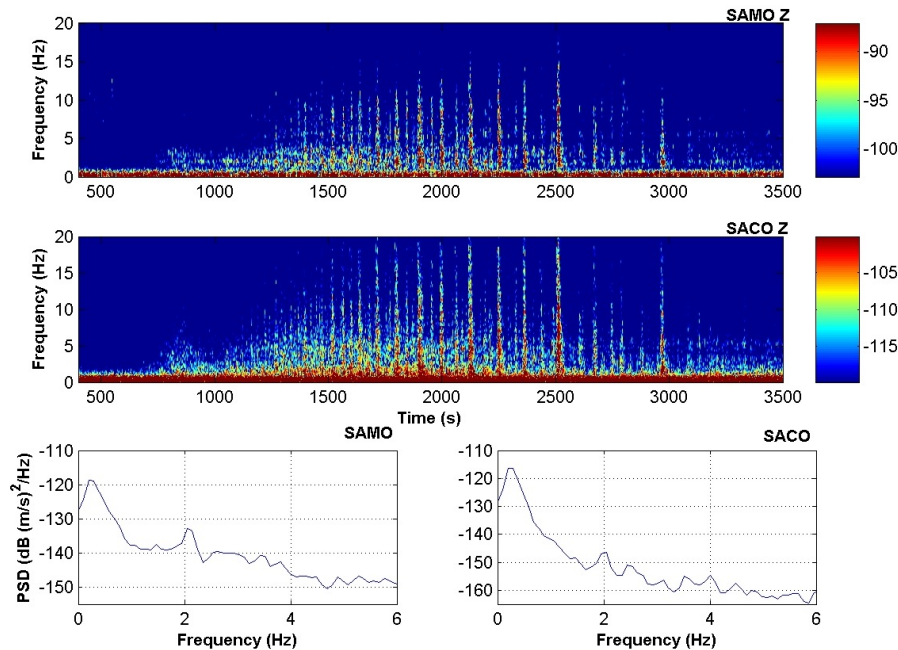 SAMO Z
20
15
10
5
0
Frequency (Hz)
500 1000 1500 2000 2500 3000 3500
-90
-95
-100
SACO Z
20
15
10
5
0
Frequency (Hz)
500 1000 1500 2000 2500 3000 3500
Time (s)
-105
-110
-115
SAMO
-110
-120
-130
-140
-150
PSD (dB (m/s)²/Hz)
0 2 4 6
Frequency (Hz)
SACO
-110
-120
-130
-140
-150
-160
0 2 4 6
Frequency (Hz)